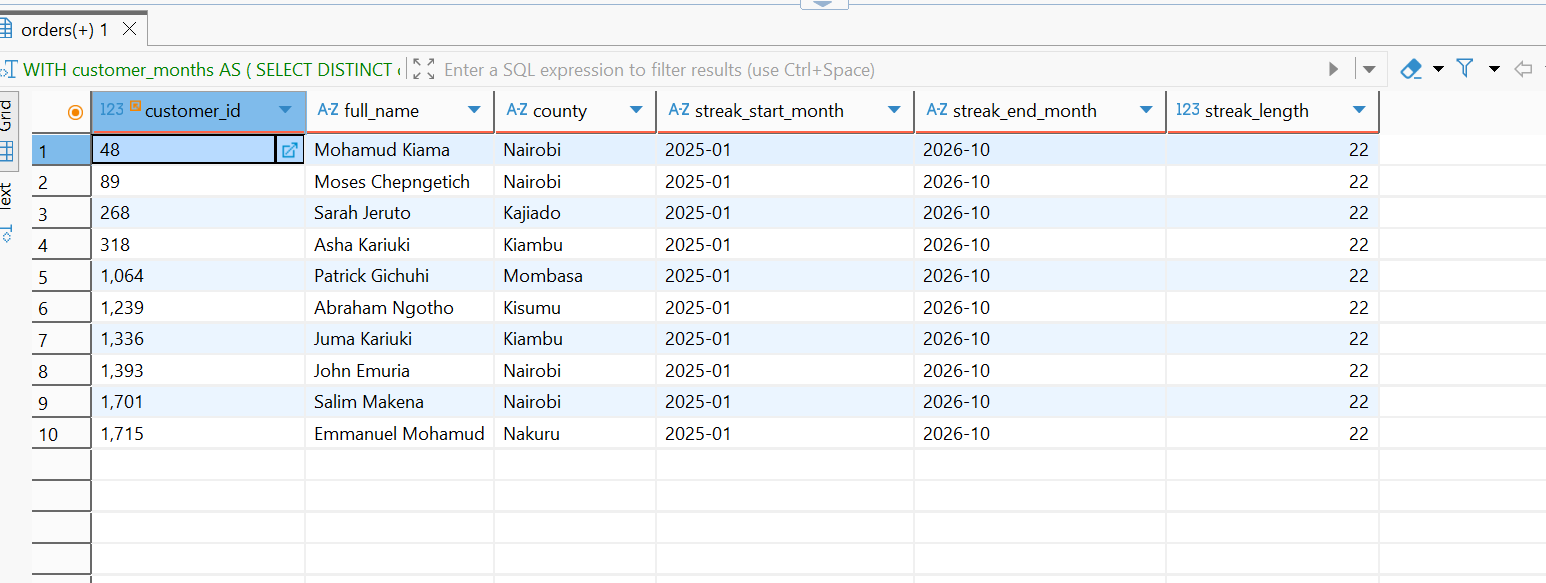 orders(+) 1
WITH customer_months AS ( SELECT DISTINCT Enter a SQL expression to filter results (use Ctrl+Space)
Grid
Text
123 customer_id A-Z full_name A-Z county A-Z streak_start_month A-Z streak_end_month 123 streak_length
1 48 Mohamud Kiama Nairobi 2025-01 2026-10 22
2 89 Moses Chepngetich Nairobi 2025-01 2026-10 22
3 268 Sarah Jeruto Kajiado 2025-01 2026-10 22
4 318 Asha Kariuki Kiambu 2025-01 2026-10 22
5 1,064 Patrick Gichuhi Mombasa 2025-01 2026-10 22
6 1,239 Abraham Ngotho Kisumu 2025-01 2026-10 22
7 1,336 Juma Kariuki Kiambu 2025-01 2026-10 22
8 1,393 John Emuria Nairobi 2025-01 2026-10 22
9 1,701 Salim Makena Nairobi 2025-01 2026-10 22
10 1,715 Emmanuel Mohamud Nakuru 2025-01 2026-10 22